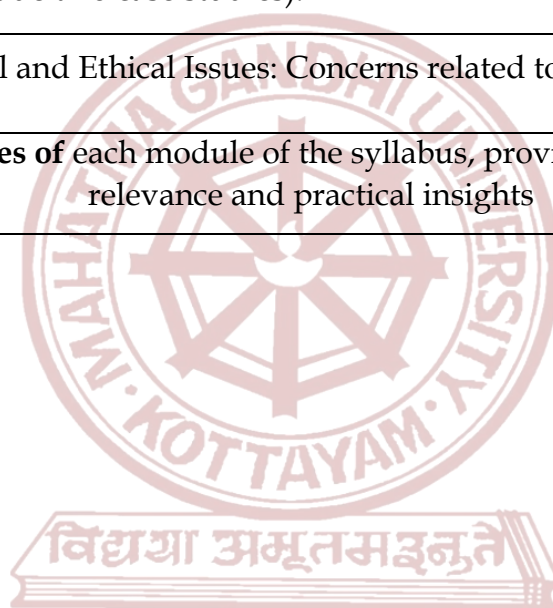 l and Ethical Issues: Concerns related to
es of each module of the syllabus, provi
relevance and practical insights
MAHATMA GANDHI UNIVERSITY
• KOTTAYAM •
विद्यया अमृतमश्नुते